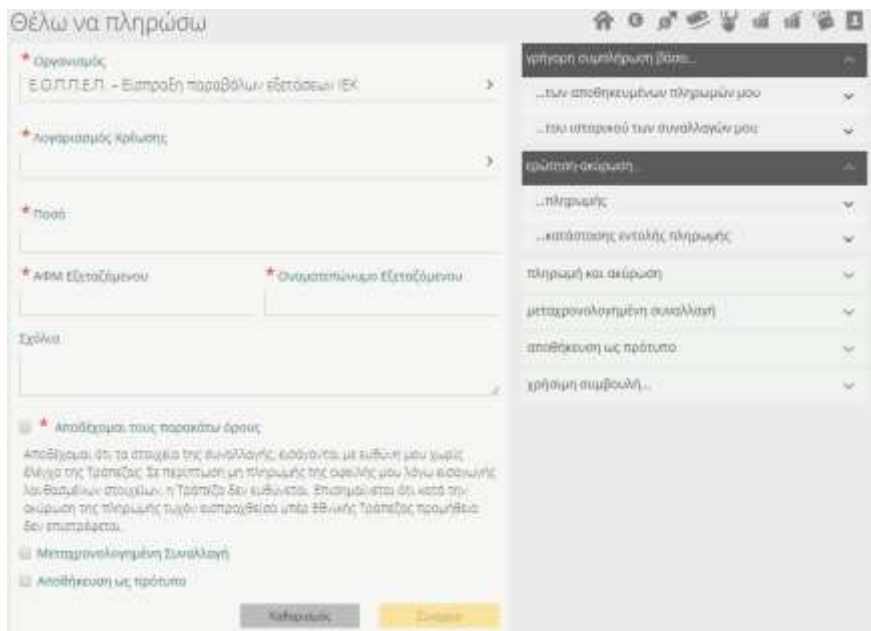 Θέλω να πληρώσω
* Οργανισμός
Ε.Ο.Π.Π.Ε.Π. – Είσπραξη παραβόλων εξετάσεων ΙΕΚ
* Λογαριασμός Χρέωσης
* Ποσό
* ΑΦΜ Εξεταζόμενου
* Ονοματεπώνυμο Εξεταζόμενου
Σχόλια
* Αποδέχομαι τους παρακάτω όρους
Αποδέχομαι ότι τα στοιχεία της συναλλαγής, εισάγονται με ευθύνη μου χωρίς
έλεγχο της Τράπεζας. Σε περίπτωση μη πληρωμής της οφειλής μου λόγω εισαγωγής
λανθασμένων στοιχείων, η Τράπεζα δεν ευθύνεται. Επισημαίνεται ότι κατά την
ακύρωση της πληρωμής τυχόν εισπραχθείσα υπέρ Εθνικής Τράπεζας προμήθεια
δεν επιστρέφεται.
Μεταχρονολογημένη Συναλλαγή
Αποθήκευση ως πρότυπο
Καθαρισμός
Συνέχεια
γρήγορη συμπλήρωση βάσει...
...των αποθηκευμένων πληρωμών μου
...του ιστορικού των συναλλαγών μου
ερώτηση-ακύρωση...
...πληρωμής
...κατάστασης εντολής πληρωμής
πληρωμή και ακύρωση
μεταχρονολογημένη συναλλαγή
αποθήκευση ως πρότυπο
χρήσιμη συμβουλή...